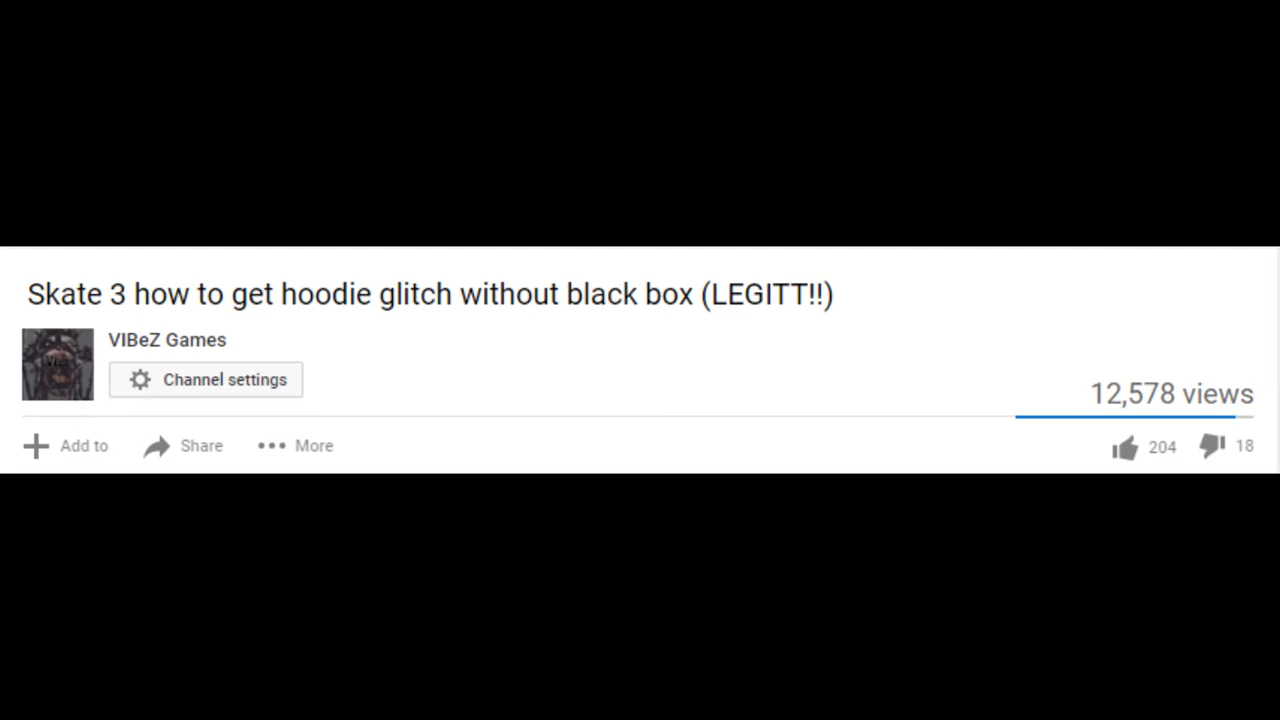 Skate 3 how to get hoodie glitch without black box (LEGITT!!)
VIBeZ Games
Channel settings
12,578 views
Add to Share More 204 18